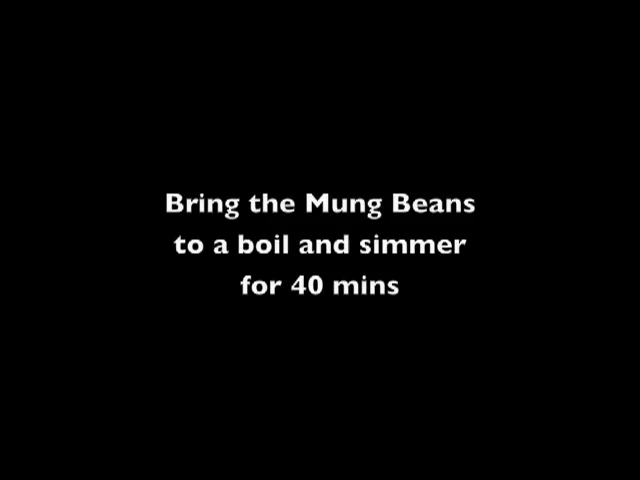 Bring the Mung Beans
to a boil and simmer
for 40 mins